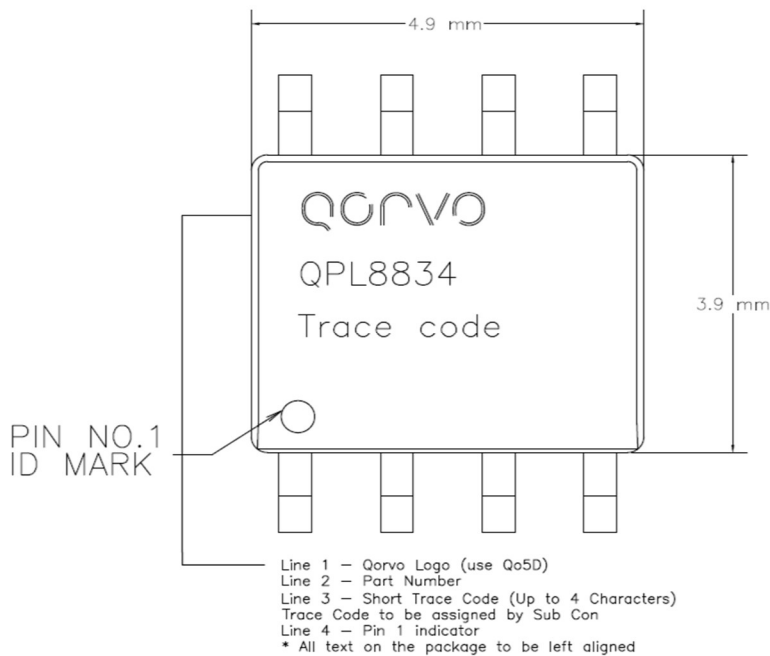 4.9 mm
QORVO
QPL8834
Trace code
3.9 mm
PIN NO.1
ID MARK
Line 1 – Qorvo Logo (use Qo5D)
Line 2 – Part Number
Line 3 – Short Trace Code (Up to 4 Characters)
Trace Code to be assigned by Sub Con
Line 4 – Pin 1 indicator
* All text on the package to be left aligned